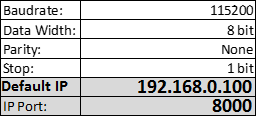 Baudrate: 115200
Data Width: 8 bit
Parity: None
Stop: 1 bit
Default IP 192.168.0.100
IP Port: 8000